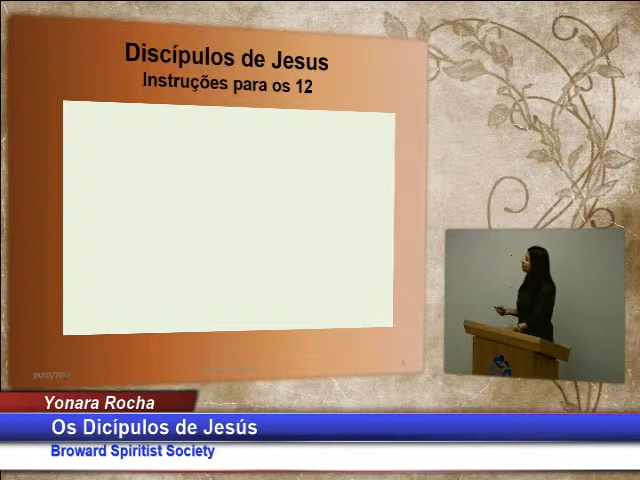 Discípulos de Jesus
Instruções para os 12
Yonara Rocha
Os Dicípulos de Jesús
Broward Spiritist Society